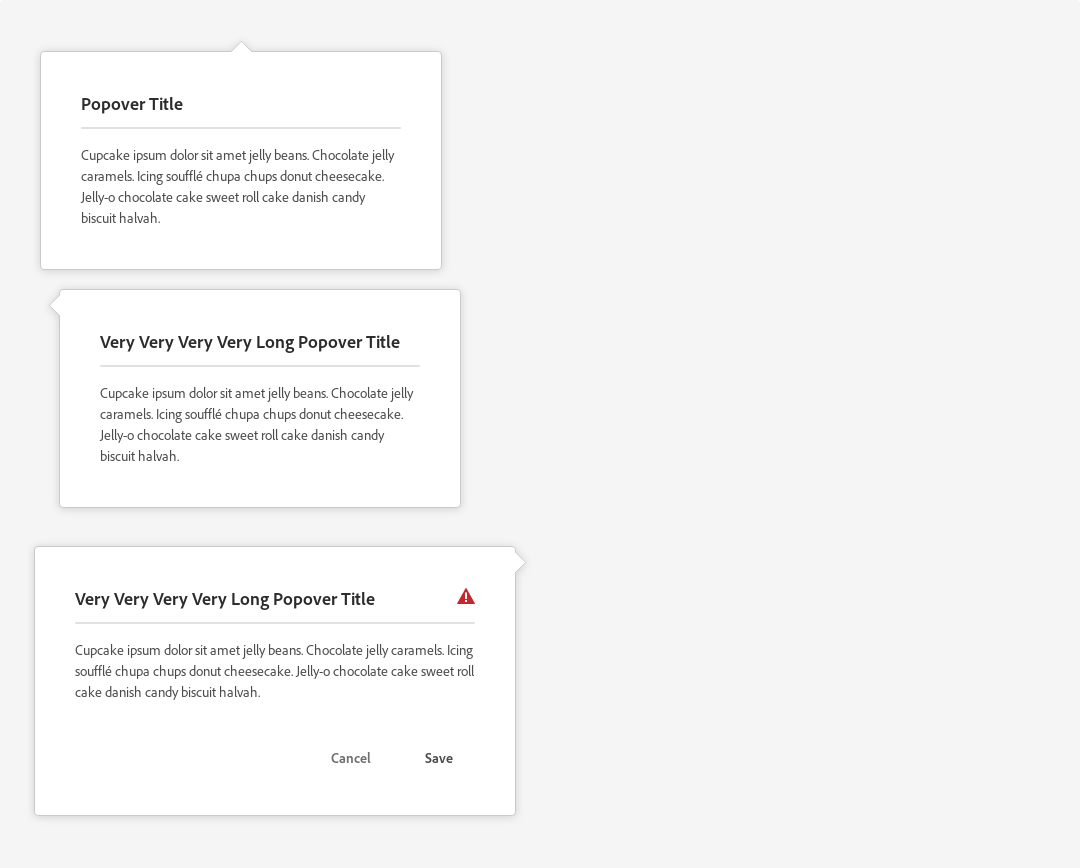 Popover Title
Cupcake ipsum dolor sit amet jelly beans. Chocolate jelly
caramels. Icing soufflé chupa chups donut cheesecake.
Jelly-o chocolate cake sweet roll cake danish candy
biscuit halvah.
Very Very Very Very Long Popover Title
Cupcake ipsum dolor sit amet jelly beans. Chocolate jelly
caramels. Icing soufflé chupa chups donut cheesecake.
Jelly-o chocolate cake sweet roll cake danish candy
biscuit halvah.
Very Very Very Very Long Popover Title
Cupcake ipsum dolor sit amet jelly beans. Chocolate jelly caramels. Icing
soufflé chupa chups donut cheesecake. Jelly-o chocolate cake sweet roll
cake danish candy biscuit halvah.
Cancel Save